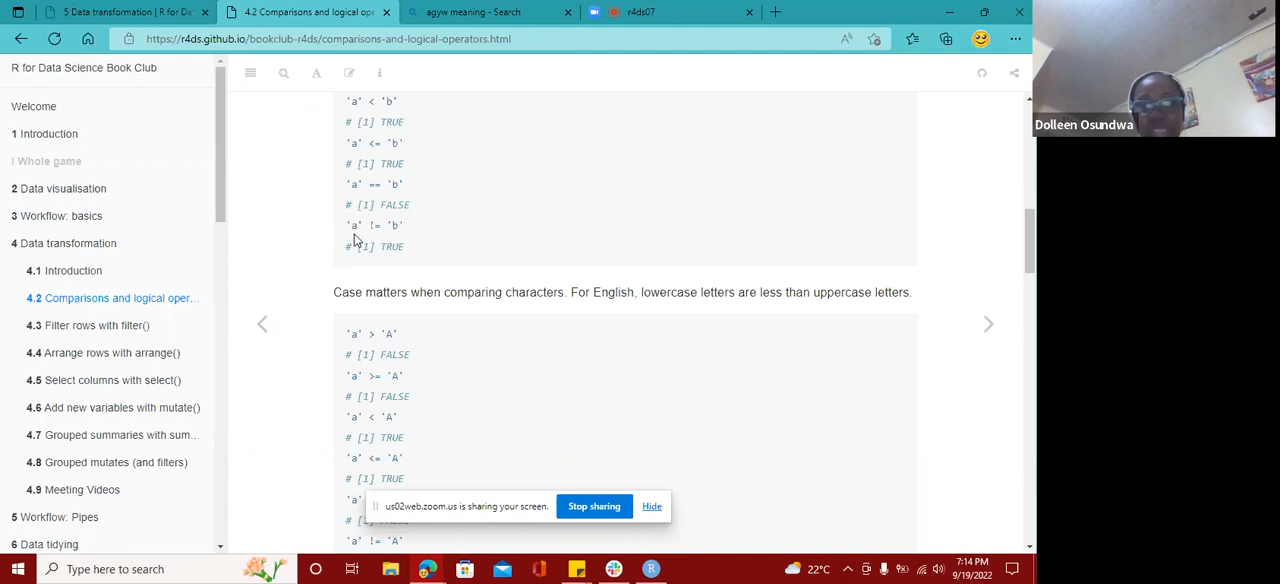 5 Data transformation | R for Da
4.2 Comparisons and logical ope
agyw meaning - Search
r4ds07
https://r4ds.github.io/bookclub-r4ds/comparisons-and-logical-operators.html
R for Data Science Book Club
Welcome
1 Introduction
I Whole game
2 Data visualisation
3 Workflow: basics
4 Data transformation
4.1 Introduction
4.2 Comparisons and logical oper...
4.3 Filter rows with filter()
4.4 Arrange rows with arrange()
4.5 Select columns with select()
4.6 Add new variables with mutate()
4.7 Grouped summaries with sum...
4.8 Grouped mutates (and filters)
4.9 Meeting Videos
5 Workflow: Pipes
6 Data tidying
'a' < 'b'
# [1] TRUE
'a' <= 'b'
# [1] TRUE
'a' == 'b'
# [1] FALSE
'a' != 'b'
# [1] TRUE
Case matters when comparing characters. For English, lowercase letters are less than uppercase letters.
'a' > 'A'
# [1] FALSE
'a' >= 'A'
# [1] FALSE
'a' < 'A'
# [1] TRUE
'a' <= 'A'
# [1] TRUE
'a'
'a' != 'A'
us02web.zoom.us is sharing your screen.
Stop sharing
Hide
Dolleen Osundwa
Type here to search
22°C
7:14 PM
9/19/2022